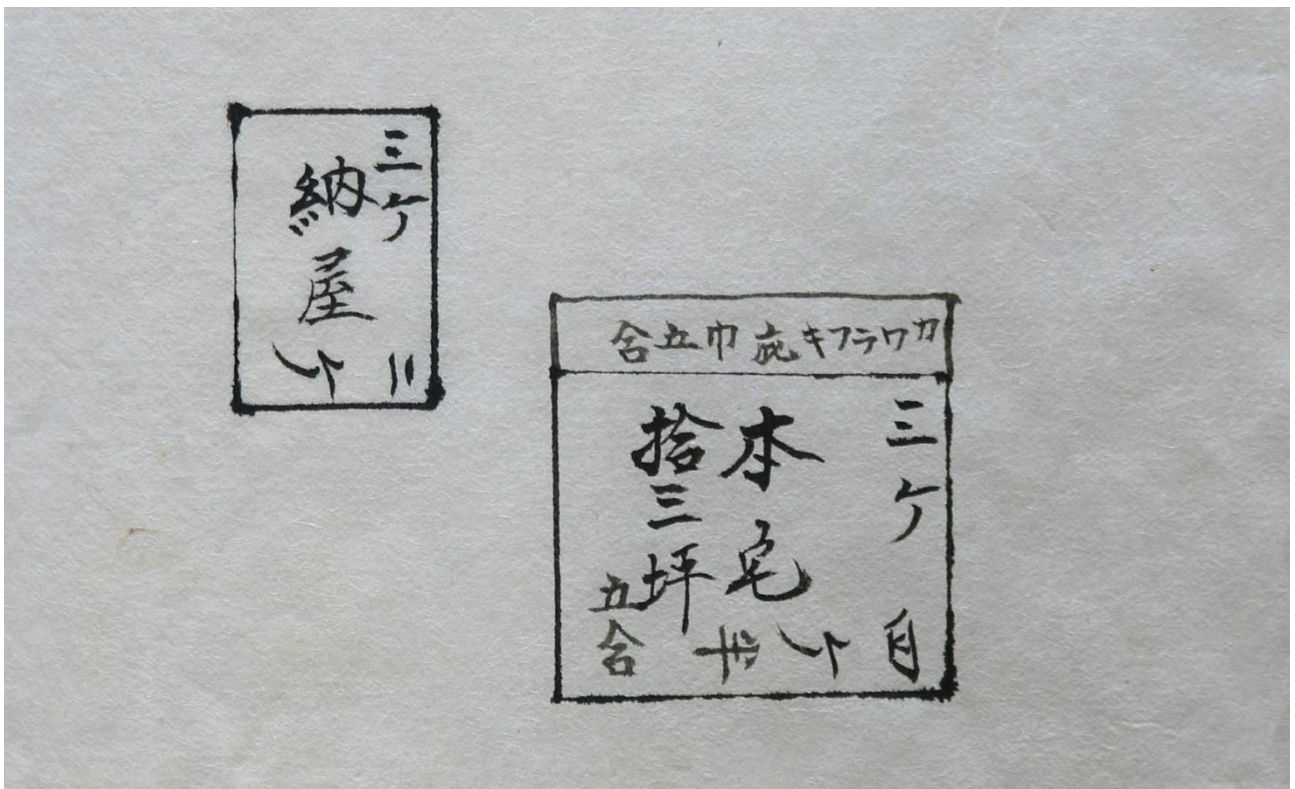 カワラフキ庇巾五合
三ケ
本宅
拾三坪
五合
三ケ
納屋